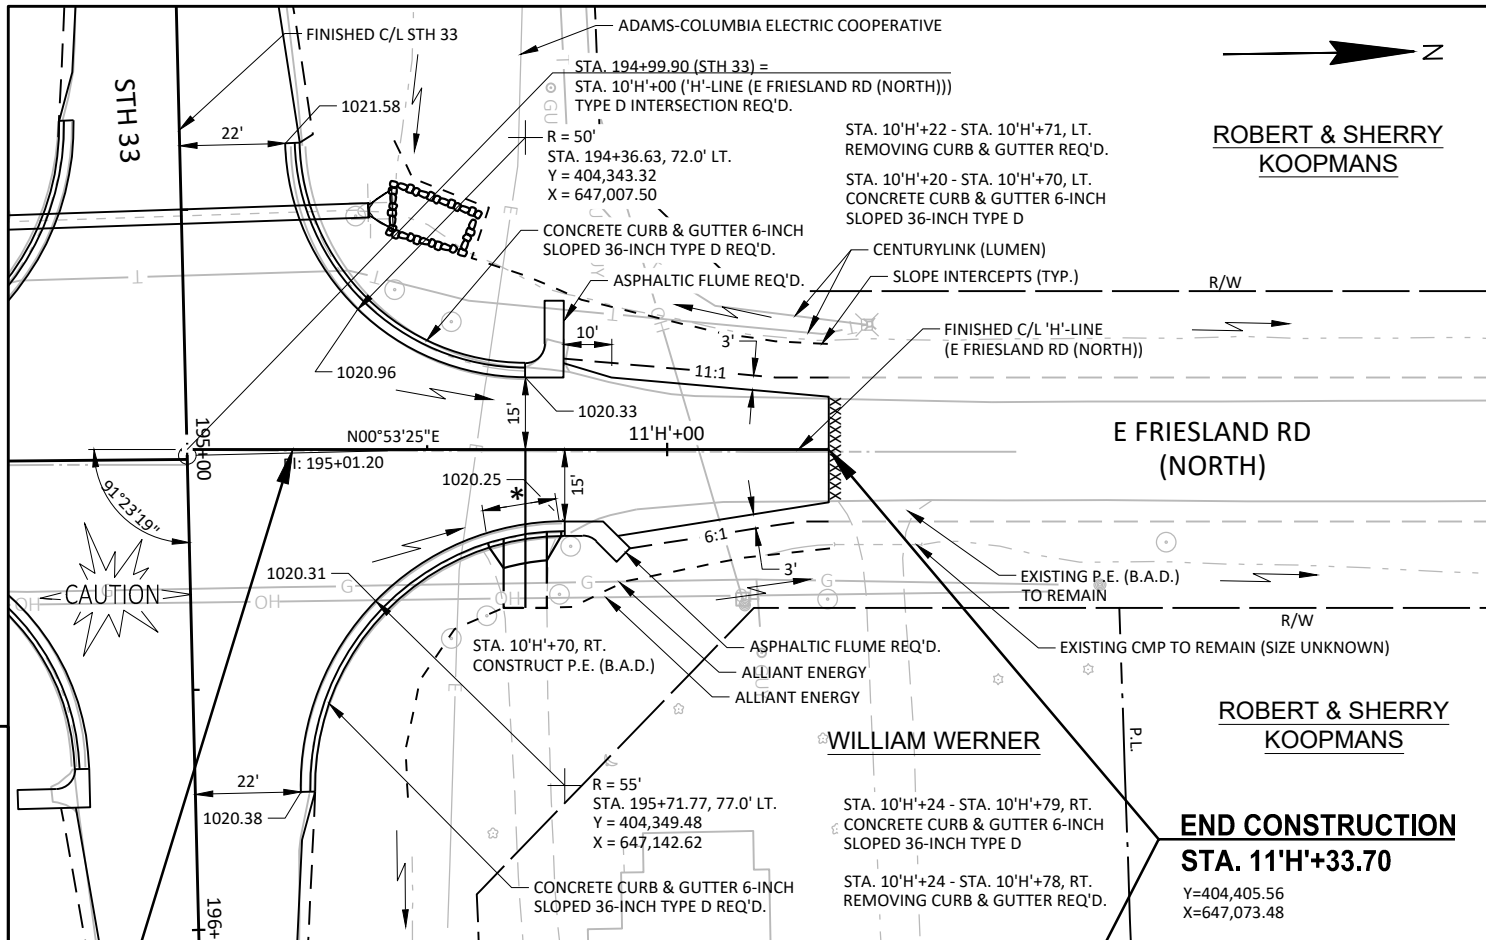 FINISHED C/L STH 33
ADAMS-COLUMBIA ELECTRIC COOPERATIVE
N
STH 33
1021.58
22'
STA. 194+99.90 (STH 33) =
STA. 10'H'+00 ('H'-LINE (E FRIESLAND RD (NORTH)))
TYPE D INTERSECTION REQ'D.
R = 50'
STA. 194+36.63, 72.0' LT.
Y = 404,343.32
X = 647,007.50
STA. 10'H'+22 - STA. 10'H'+71, LT.
REMOVING CURB & GUTTER REQ'D.
STA. 10'H'+20 - STA. 10'H'+70, LT.
CONCRETE CURB & GUTTER 6-INCH
SLOPED 36-INCH TYPE D
ROBERT & SHERRY
KOOPMANS
CONCRETE CURB & GUTTER 6-INCH
SLOPED 36-INCH TYPE D REQ'D.
ASPHALTIC FLUME REQ'D.
CENTURYLINK (LUMEN)
SLOPE INTERCEPTS (TYP.)
R/W
10'
3'
FINISHED C/L 'H'-LINE
(E FRIESLAND RD (NORTH))
1020.96
11:1
1020.33
15'
195+00
N00°53'25"E
11'H'+00
E FRIESLAND RD
(NORTH)
PI: 195+01.20
91°23'19"
1020.25
*
15'
6:1
3'
CAUTION
1020.31
G
G
G
OH
OH
OH
EXISTING P.E. (B.A.D.)
TO REMAIN
R/W
STA. 10'H'+70, RT.
CONSTRUCT P.E. (B.A.D.)
ASPHALTIC FLUME REQ'D.
ALLIANT ENERGY
ALLIANT ENERGY
EXISTING CMP TO REMAIN (SIZE UNKNOWN)
WILLIAM WERNER
P.L.
ROBERT & SHERRY
KOOPMANS
22'
1020.38
R = 55'
STA. 195+71.77, 77.0' LT.
Y = 404,349.48
X = 647,142.62
STA. 10'H'+24 - STA. 10'H'+79, RT.
CONCRETE CURB & GUTTER 6-INCH
SLOPED 36-INCH TYPE D
STA. 10'H'+24 - STA. 10'H'+78, RT.
REMOVING CURB & GUTTER REQ'D.
END CONSTRUCTION
STA. 11'H'+33.70
Y=404,405.56
X=647,073.48
CONCRETE CURB & GUTTER 6-INCH
SLOPED 36-INCH TYPE D REQ'D.
196+